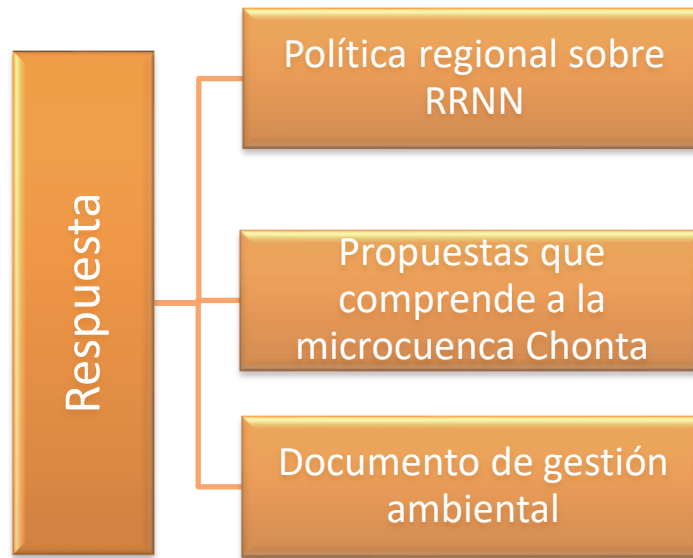 Respuesta
Política regional sobre
RRNN
Propuestas que
comprende a la
microcuenca Chonta
Documento de gestión
ambiental